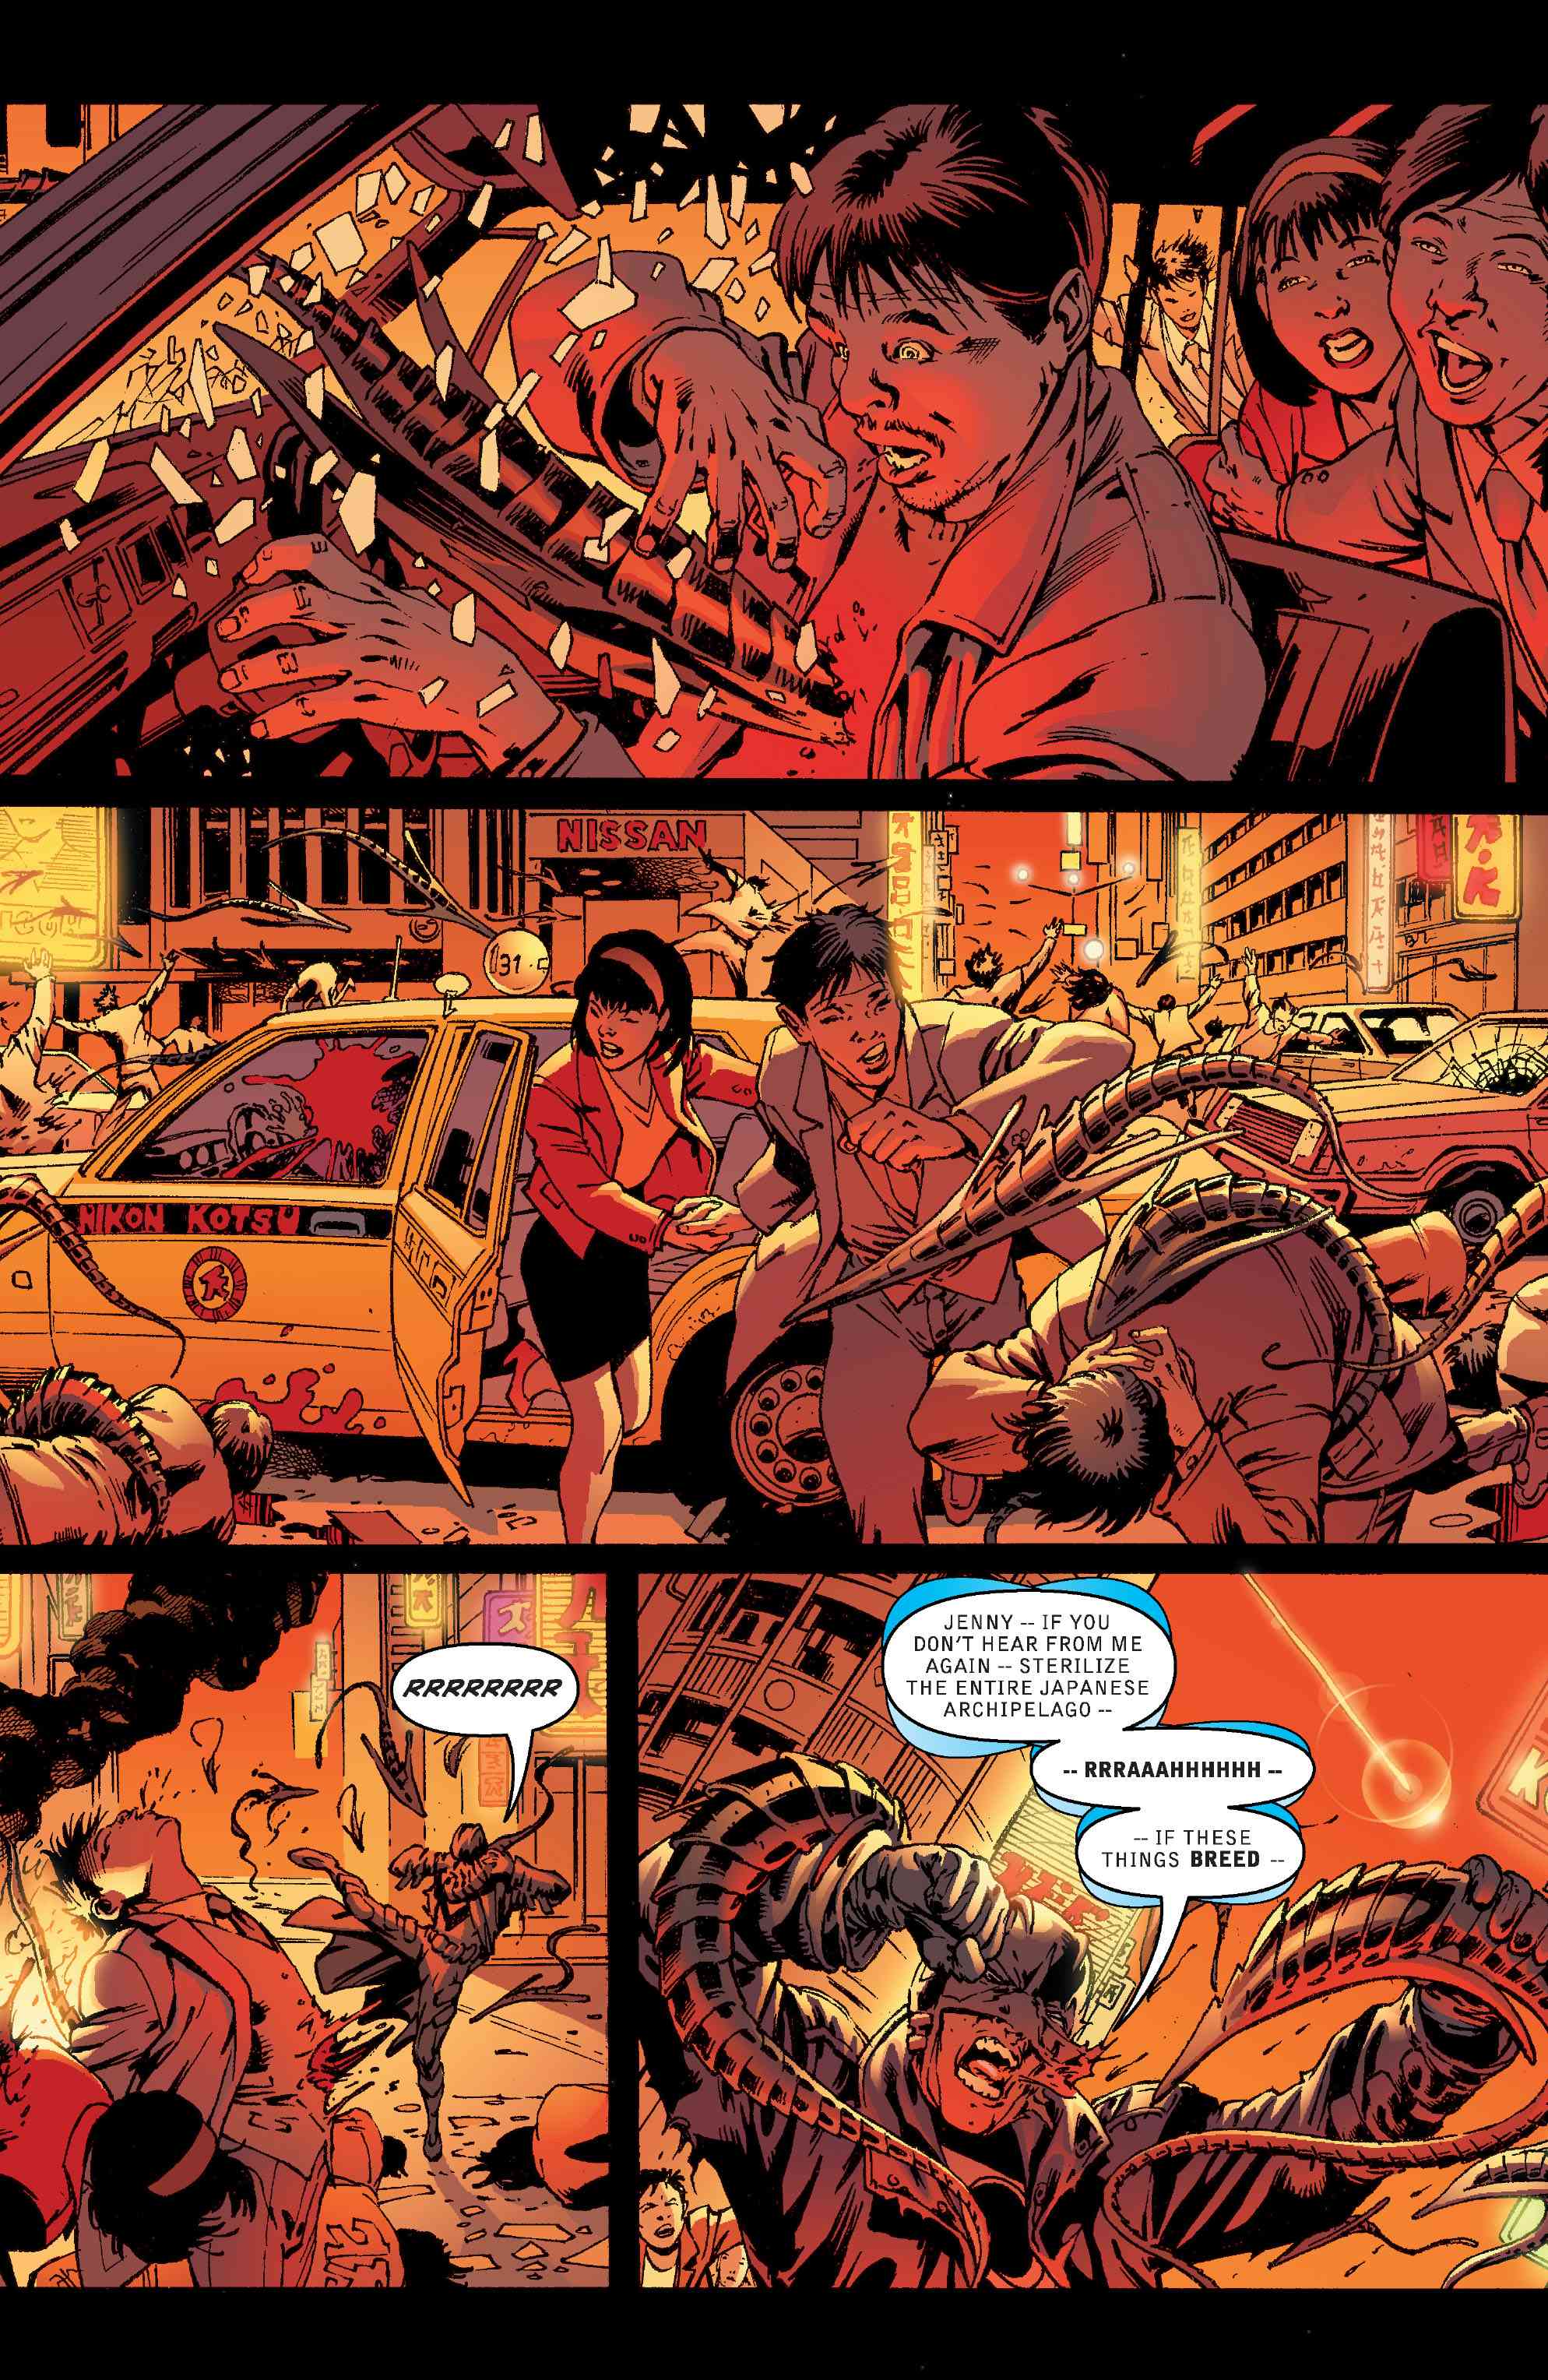 NISSAN
131
NIKON KOTSU
RRRRRRRR
JENNY -- IF YOU
DON'T HEAR FROM ME
AGAIN -- STERILIZE
THE ENTIRE JAPANESE
ARCHIPELAGO --
-- RRRAAAHHHHHH --
-- IF THESE
THINGS BREED --